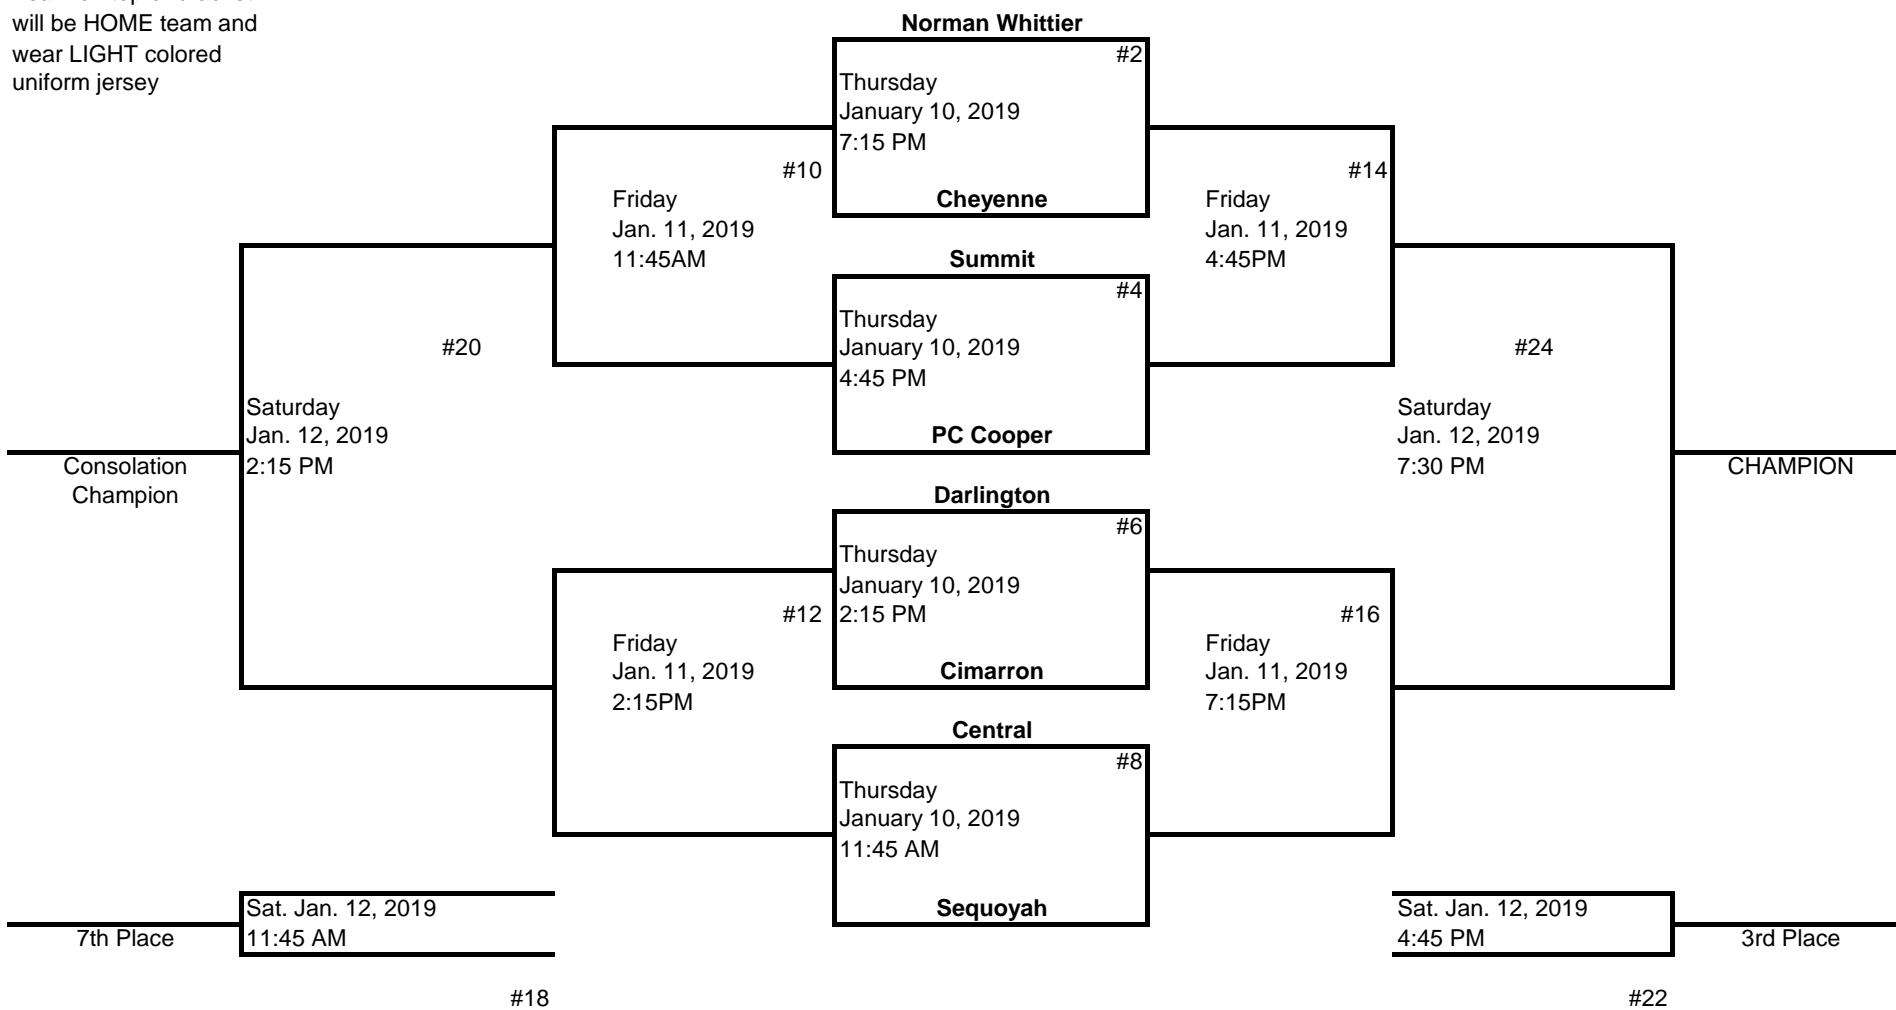 will be HOME team and
wear LIGHT colored
uniform jersey
Norman Whittier
#2
Thursday
January 10, 2019
7:15 PM
Cheyenne
#10
Friday
Jan. 11, 2019
11:45AM
#14
Friday
Jan. 11, 2019
4:45PM
Summit
#4
Thursday
January 10, 2019
4:45 PM
PC Cooper
#20
Saturday
Jan. 12, 2019
2:15 PM
Consolation
Champion
#24
Saturday
Jan. 12, 2019
7:30 PM
CHAMPION
Darlington
#6
Thursday
January 10, 2019
2:15 PM
Cimarron
#12
Friday
Jan. 11, 2019
2:15PM
#16
Friday
Jan. 11, 2019
7:15PM
Central
#8
Thursday
January 10, 2019
11:45 AM
Sequoyah
Sat. Jan. 12, 2019
11:45 AM
7th Place
#18
Sat. Jan. 12, 2019
4:45 PM
3rd Place
#22